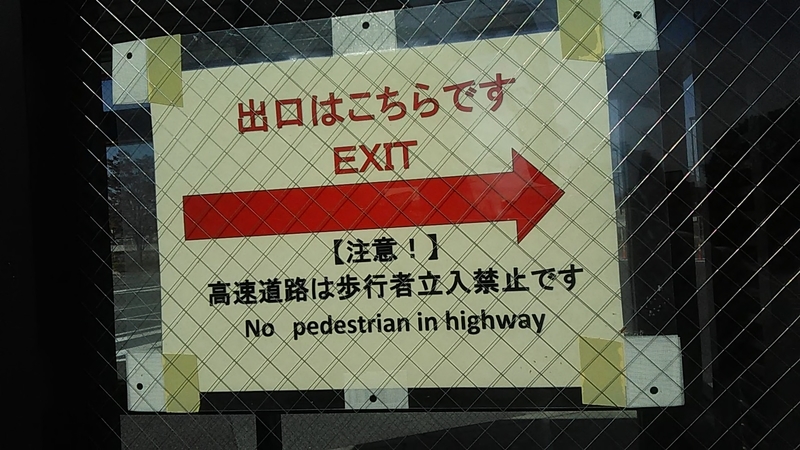 出口はこちらです
EXIT
【注意！】
高速道路は歩行者立入禁止です
No pedestrian in highway